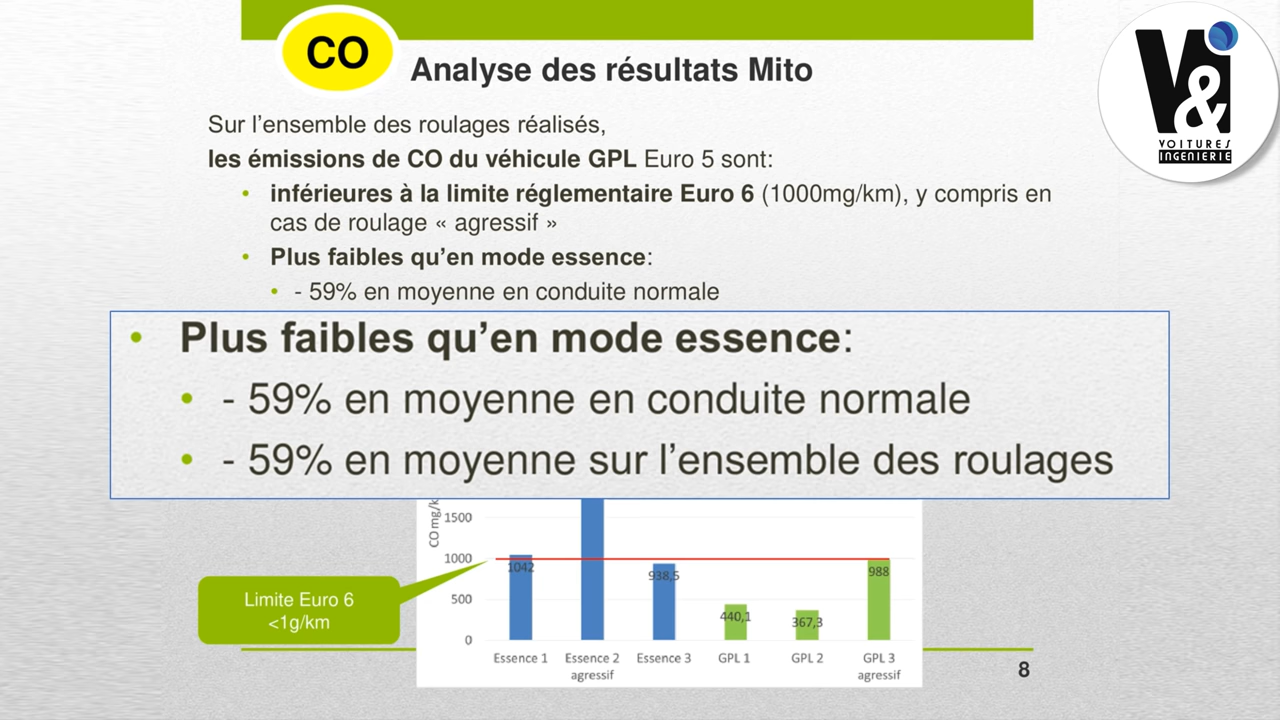 CO
Analyse des résultats Mito
VOITURES
INGENIERIE
Sur l’ensemble des roulages réalisés,
les émissions de CO du véhicule GPL Euro 5 sont:
• inférieures à la limite réglementaire Euro 6 (1000mg/km), y compris en
cas de roulage « agressif »
• Plus faibles qu’en mode essence:
• - 59% en moyenne en conduite normale
• Plus faibles qu’en mode essence:
• - 59% en moyenne en conduite normale
• - 59% en moyenne sur l’ensemble des roulages
CO mg/k
1500
1000
500
0
1042
938,5
440,1
367,3
988
Essence 1
Essence 2
agressif
Essence 3
GPL 1
GPL 2
GPL 3
agressif
Limite Euro 6
<1g/km
8